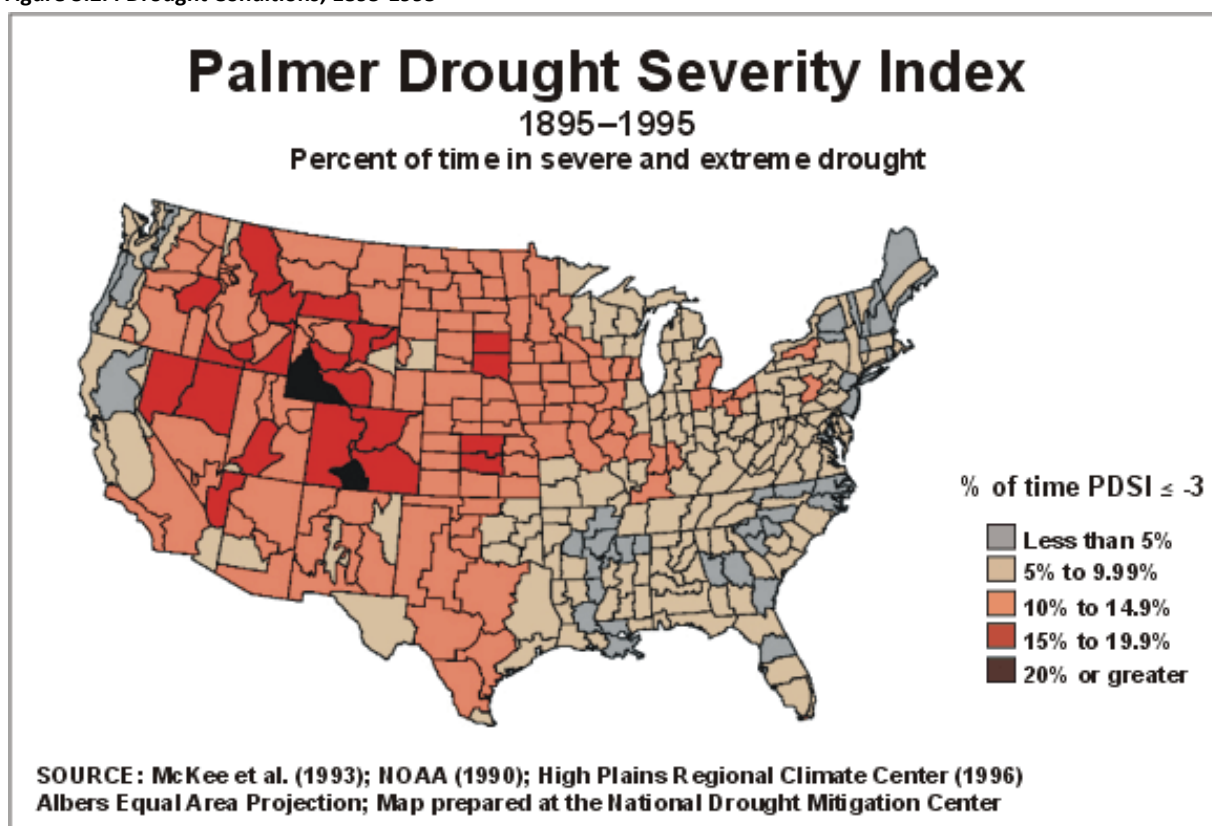 Palmer Drought Severity Index
1895–1995
Percent of time in severe and extreme drought
% of time PDSI ≤ -3
Less than 5%
5% to 9.99%
10% to 14.9%
15% to 19.9%
20% or greater
SOURCE: McKee et al. (1993); NOAA (1990); High Plains Regional Climate Center (1996)
Albers Equal Area Projection; Map prepared at the National Drought Mitigation Center